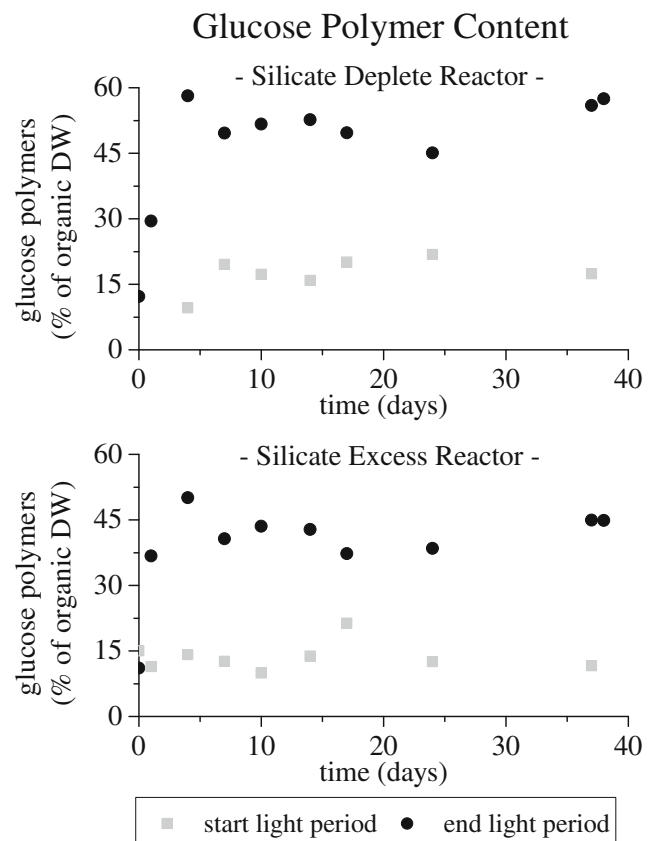 Glucose Polymer Content
- Silicate Deplete Reactor -
glucose polymers
(% of organic DW)
60
45
30
15
0
0 10 20 30 40
time (days)
- Silicate Excess Reactor -
glucose polymers
(% of organic DW)
60
45
30
15
0
0 10 20 30 40
time (days)
start light period end light period